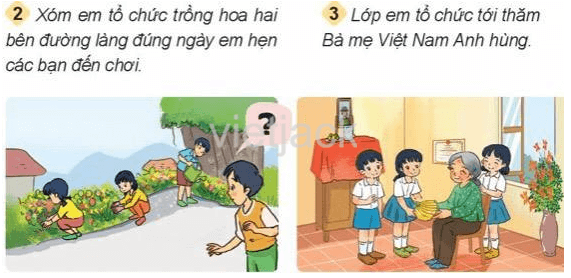 2 Xóm em tổ chức trồng hoa hai
bên đường làng đúng ngày em hẹn
các bạn đến chơi.
3 Lớp em tổ chức tới thăm
Bà mẹ Việt Nam Anh hùng.
?
vietjack